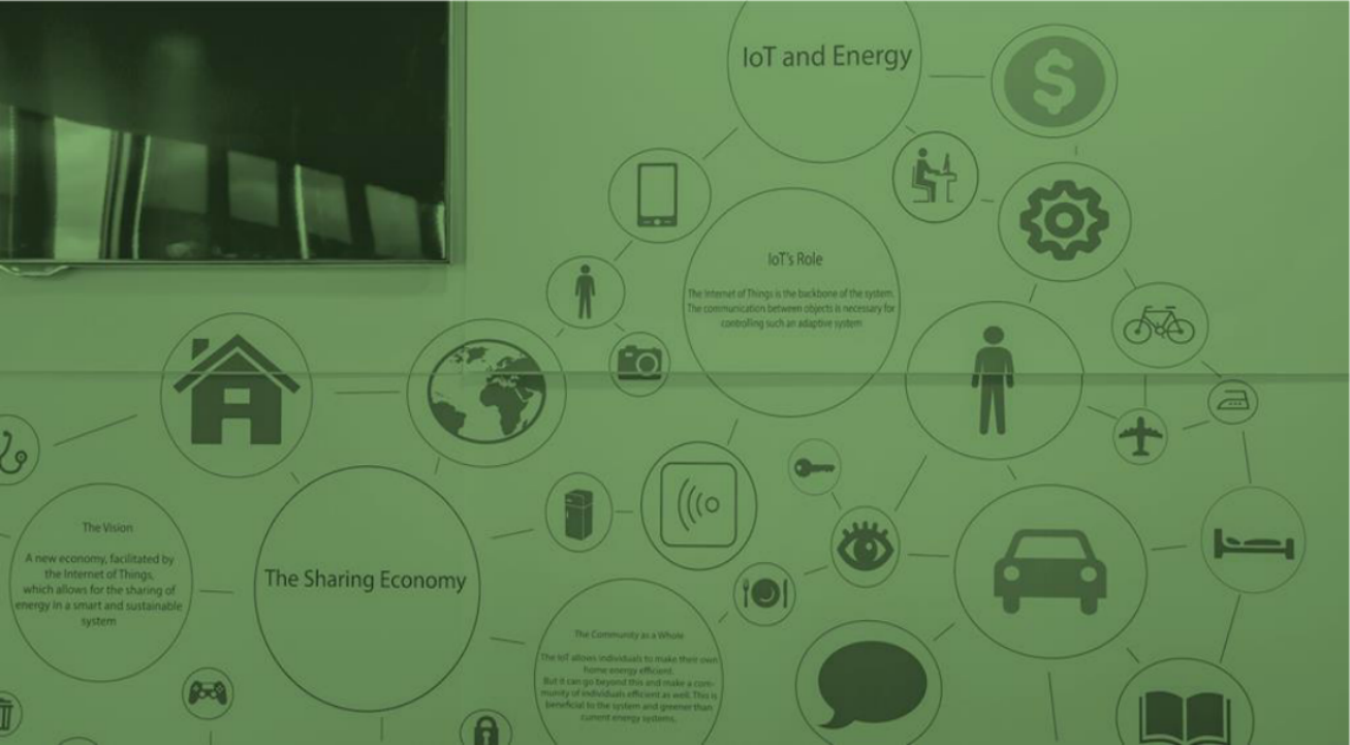 IoT and Energy
IoT's Role
The Internet of Things is the backbone of the system.
The communication between objects is necessary for
controlling such an adaptive system
The Vision
A new economy, facilitated by
the Internet of Things,
which allows for the sharing of
energy in a smart and sustainable
system
The Sharing Economy
The Community as a Whole
The IoT allows individuals to make their own
home energy efficient.
But it can go beyond this and make a com-
munity of individuals efficient as well. This is
beneficial to the system and greener than
current energy systems.